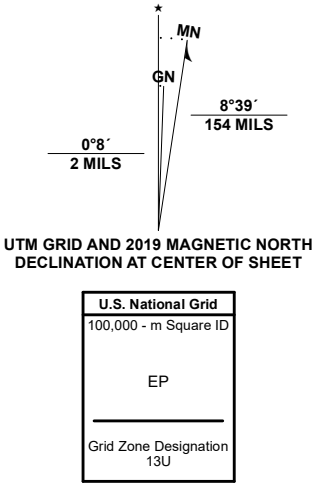 ★
MN
GN
8°39´
154 MILS
0°8´
2 MILS
UTM GRID AND 2019 MAGNETIC NORTH
DECLINATION AT CENTER OF SHEET
U.S. National Grid
100,000 - m Square ID
EP
Grid Zone Designation
13U